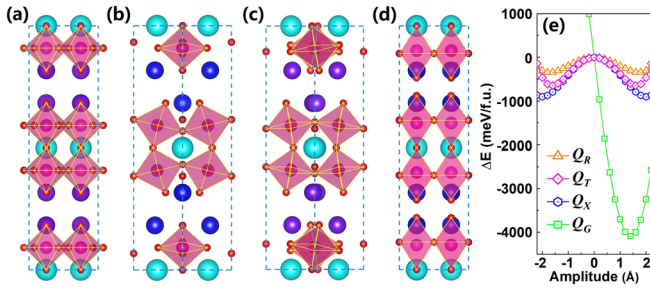 (a) (b) (c) (d) (e)
1000
0
-1000
-2000
-3000
-4000
ΔE (meV/f.u.)
Q_R
Q_T
Q_X
Q_G
-2 -1 0 1 2
Amplitude (Å)